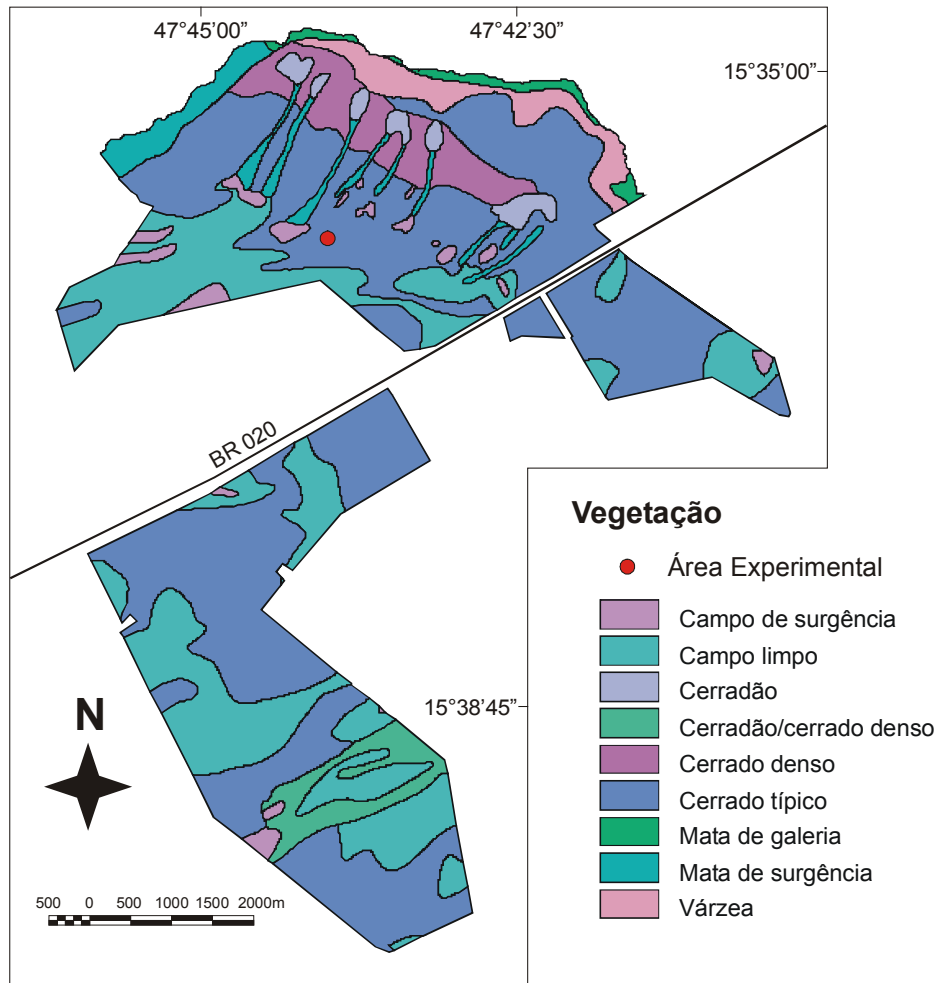 47°45’00” 47°42’30”
15°35’00”
BR 020
Vegetação
Área Experimental
Campo de surgência
Campo limpo
Cerradão
Cerradão/cerrado denso
Cerrado denso
Cerrado típico
Mata de galeria
Mata de surgência
Várzea
15°38’45”
N
500 0 500 1000 1500 2000m